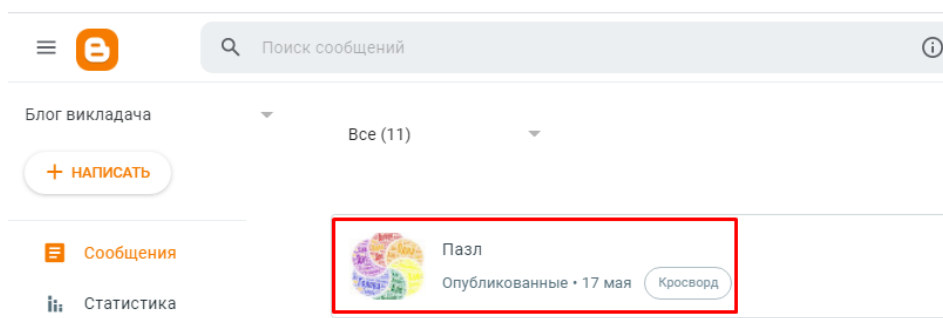 Поиск сообщений
Блог викладача
Все (11)
+ НАПИСАТЬ
Пазл
Сообщения
Опубликованные • 17 мая Кросворд
Статистика